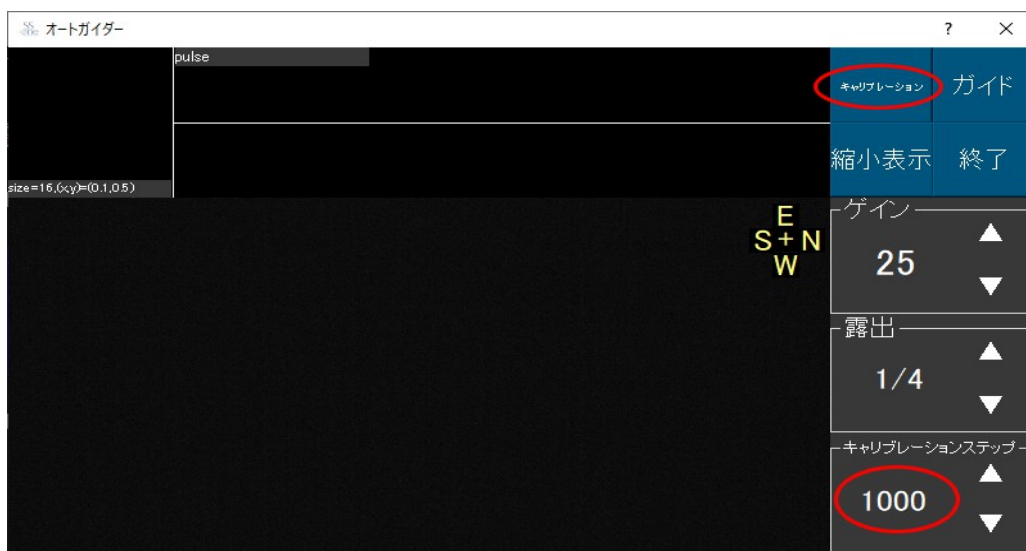 オートガイダー
pulse
キャリブレーション
ガイド
縮小表示
終了
size=16,(x,y)=(0.1,0.5)
E
S + N
W
ゲイン
25
露出
1/4
キャリブレーションステップ
1000